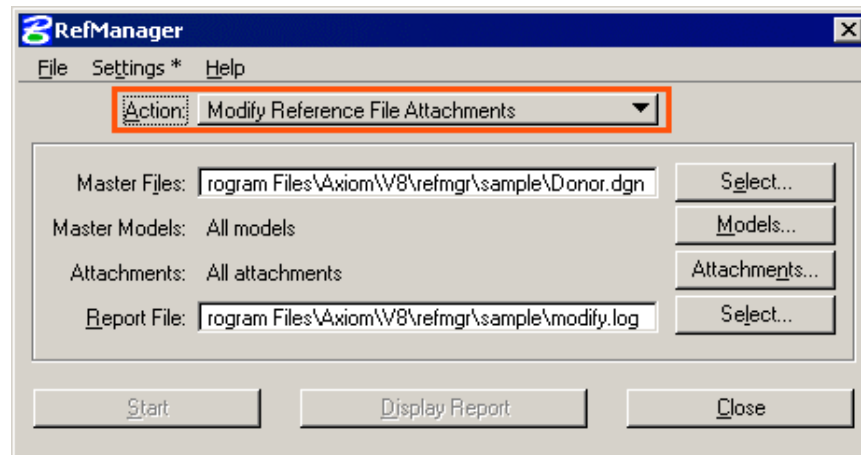 RefManager
File Settings * Help
Action: Modify Reference File Attachments
Master Files: rogram Files\Axiom\V8\refmgr\sample\Donor.dgn Select...
Master Models: All models Models...
Attachments: All attachments Attachments...
Report File: rogram Files\Axiom\V8\refmgr\sample\modify.log Select...
Start Display Report Close